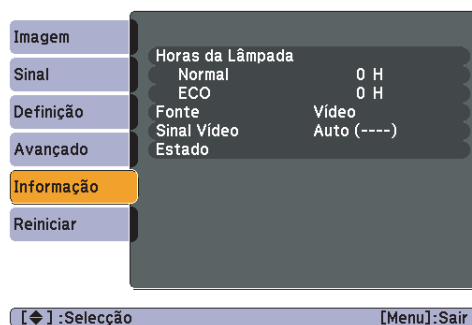 Imagem
Sinal
Definição
Avançado
Informação
Reiniciar
Horas da Lâmpada
Normal 0 H
ECO 0 H
Fonte Vídeo
Sinal Vídeo Auto (----)
Estado
[◆] :Selecção [Menu]:Sair